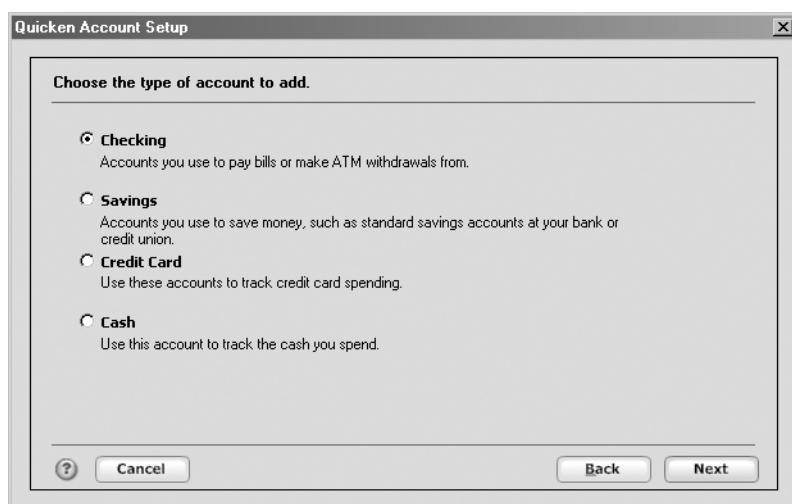 Quicken Account Setup
Choose the type of account to add.
Checking
Accounts you use to pay bills or make ATM withdrawals from.
Savings
Accounts you use to save money, such as standard savings accounts at your bank or
credit union.
Credit Card
Use these accounts to track credit card spending.
Cash
Use this account to track the cash you spend.
? Cancel Back Next